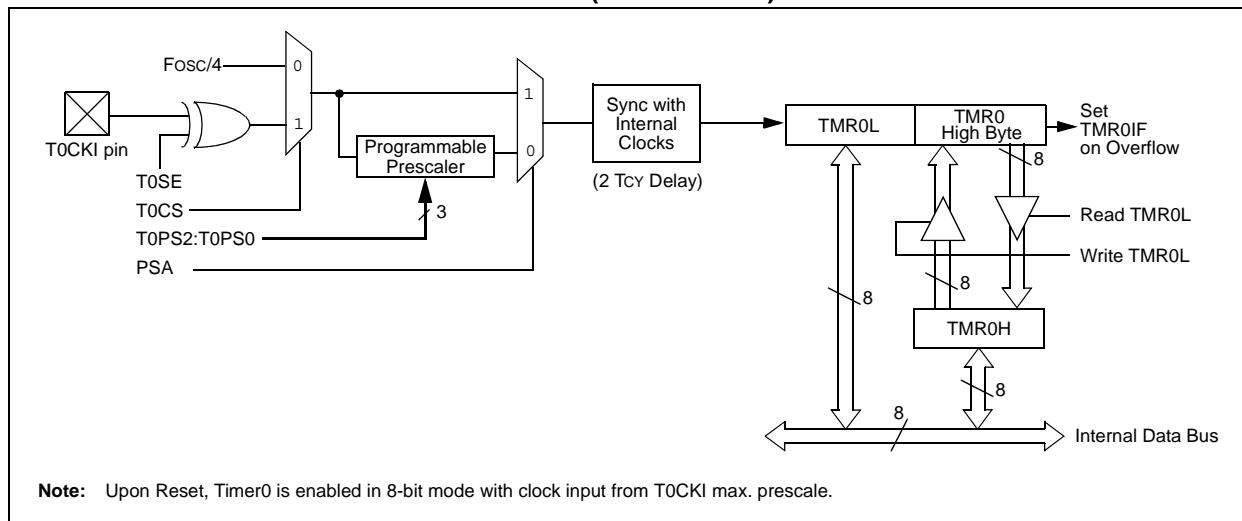 FOSC/4
0
1
T0CKI pin
T0SE
T0CS
T0PS2:T0PS0
PSA
Programmable
Prescaler
3
1
0
Sync with
Internal
Clocks
(2 TCY Delay)
TMR0L
TMR0
High Byte
8
Set
TMR0IF
on Overflow
Read TMR0L
Write TMR0L
8
8
TMR0H
8
8
Internal Data Bus
Note: Upon Reset, Timer0 is enabled in 8-bit mode with clock input from T0CKI max. prescale.